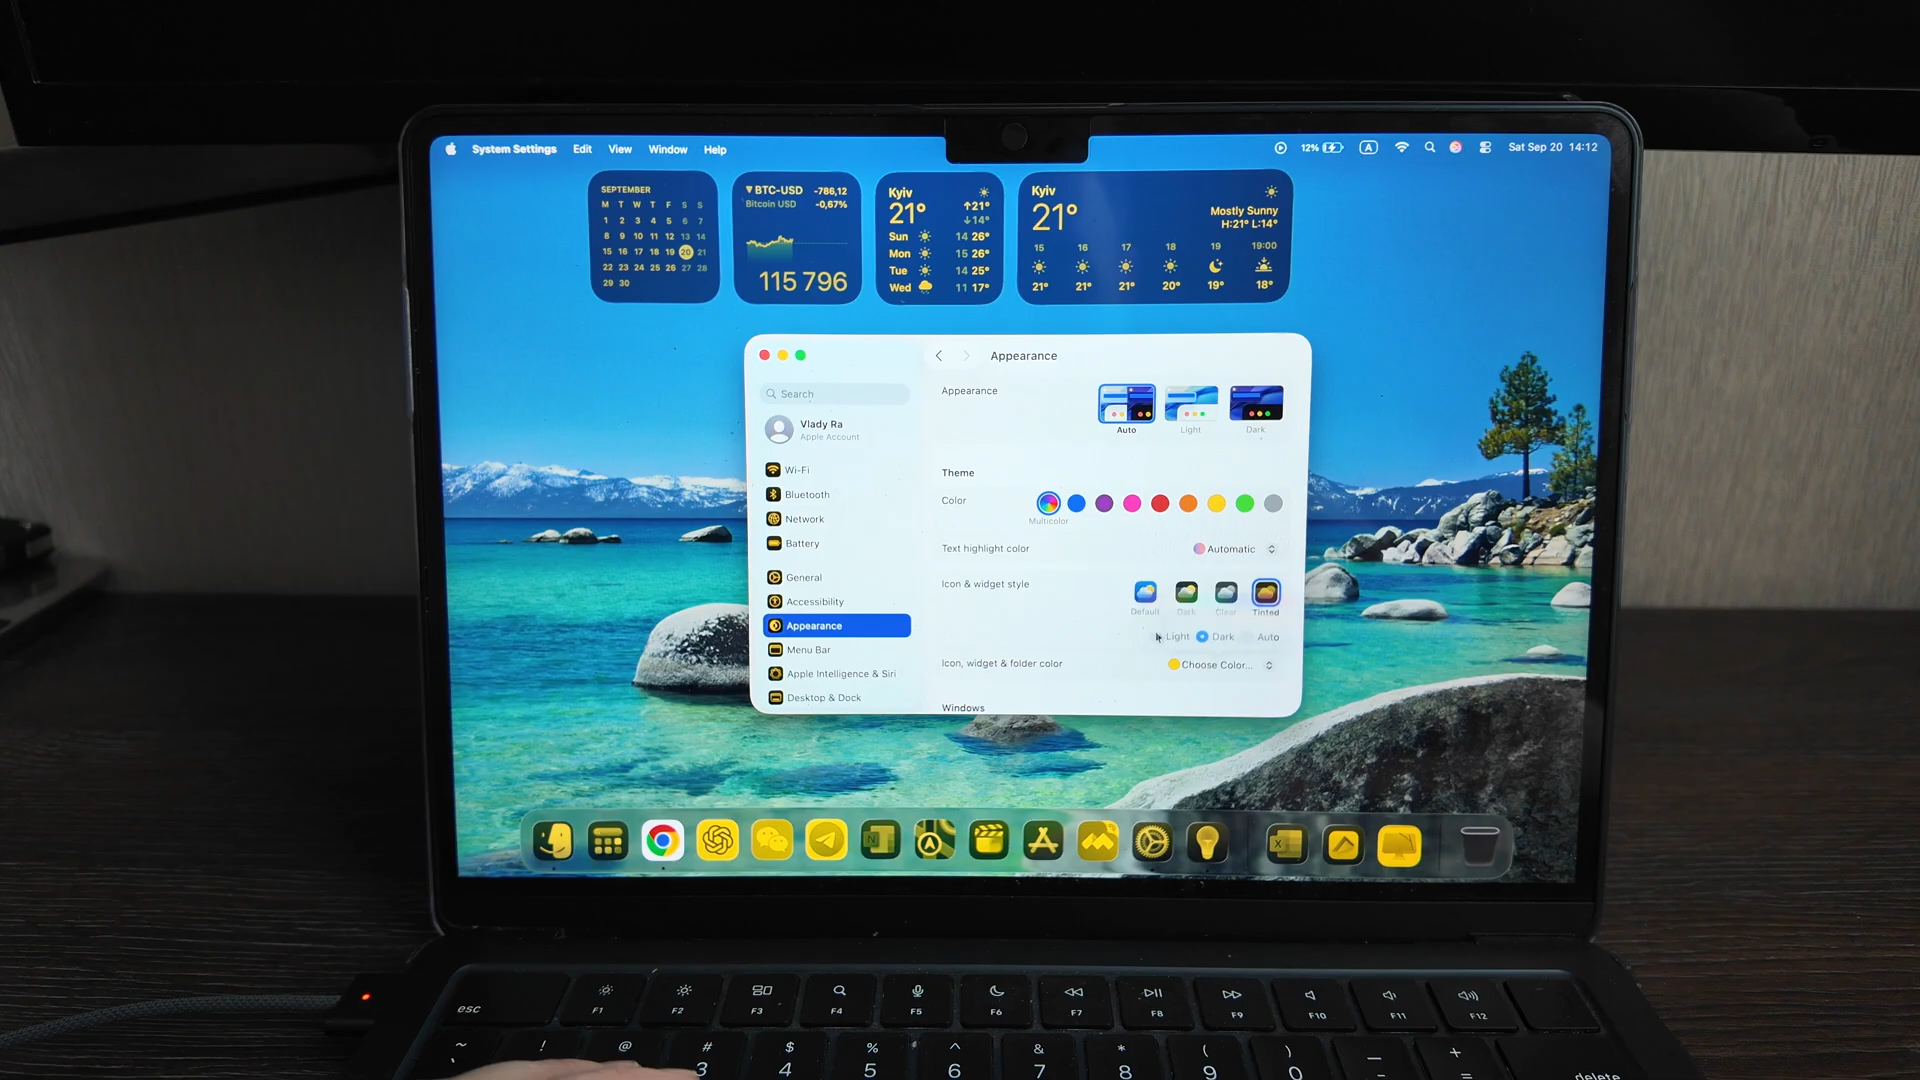 System Settings Edit View Window Help
12% A Sat Sep 20 14:12
SEPTEMBER
M T W T F S S
1 2 3 4 5 6 7
8 9 10 11 12 13 14
15 16 17 18 19 20 21
22 23 24 25 26 27 28
29 30
▼ BTC-USD -786,12
Bitcoin USD -0,67%
115 796
Kyiv
21° ↑21°
↓14°
Sun 14 26°
Mon 15 26°
Tue 14 25°
Wed 11 17°
Kyiv
21°
Mostly Sunny
H:21° L:14°
15 16 17 18 19 19:00
21° 21° 21° 20° 19° 18°
Appearance
Search
Vlady Ra
Apple Account
Wi-Fi
Bluetooth
Network
Battery
General
Accessibility
Appearance
Menu Bar
Apple Intelligence & Siri
Desktop & Dock
Appearance
Auto Light Dark
Theme
Color
Multicolor
Text highlight color Automatic
Icon & widget style
Default Dark Clear Tinted
Light Dark Auto
Icon, widget & folder color Choose Color...
Windows
esc F1 F2 F3 F4 F5 F6 F7 F8 F9 F10 F11 F12
~ ! @ # $ % ^ & * ( ) — +
3 4 5 6 7 8 9 0 - = delete